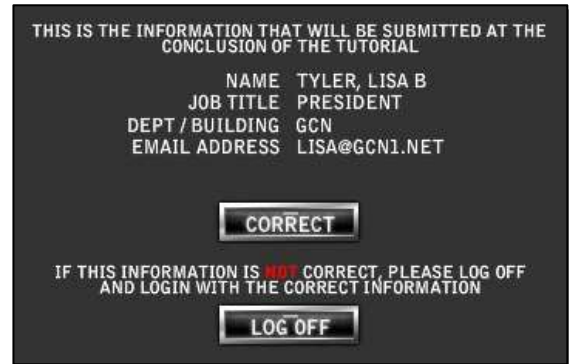 THIS IS THE INFORMATION THAT WILL BE SUBMITTED AT THE
CONCLUSION OF THE TUTORIAL
NAME TYLER, LISA B
JOB TITLE PRESIDENT
DEPT / BUILDING GCN
EMAIL ADDRESS LISA@GCN1.NET
CORRECT
IF THIS INFORMATION IS NOT CORRECT, PLEASE LOG OFF
AND LOGIN WITH THE CORRECT INFORMATION
LOG OFF